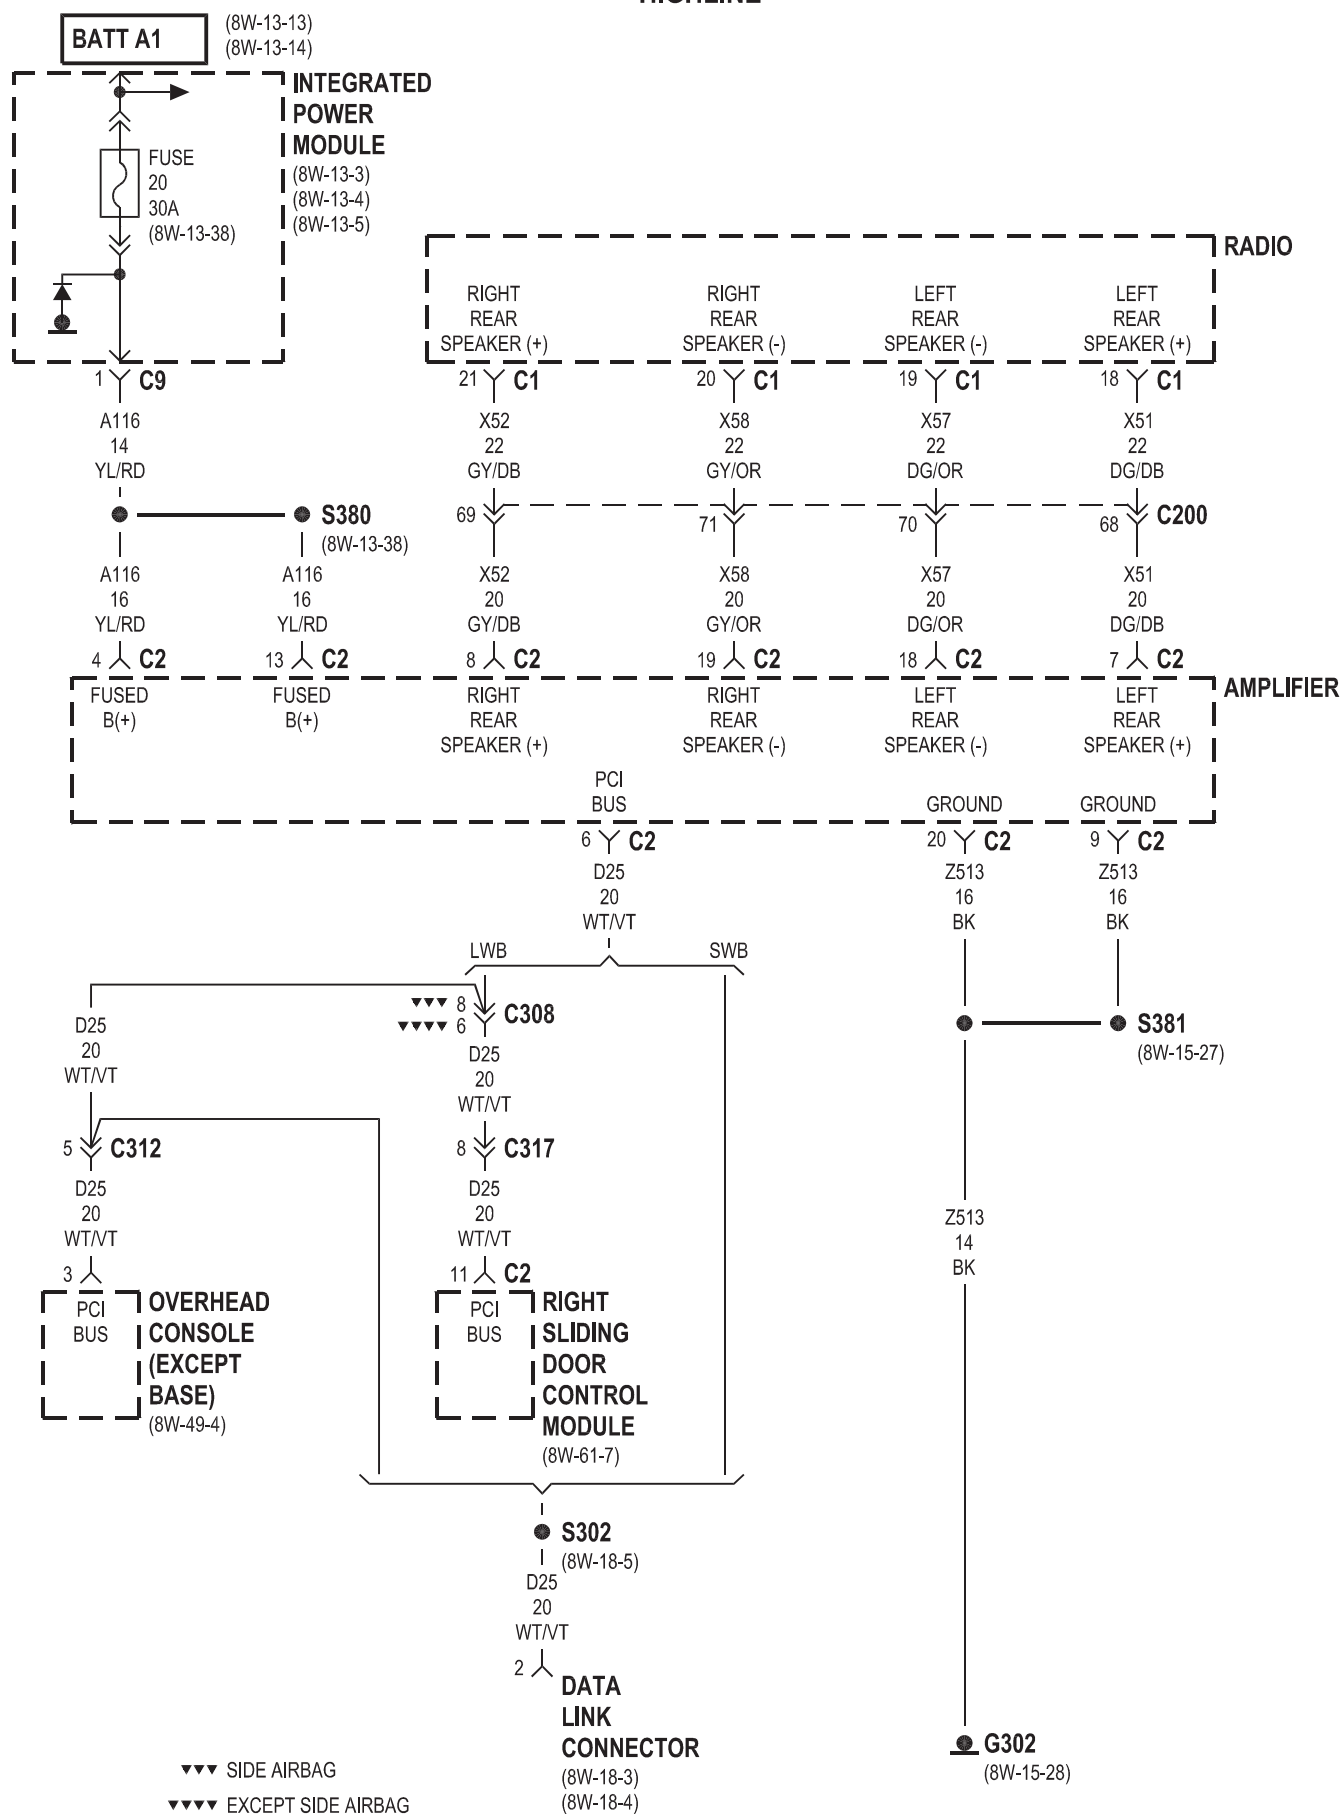 HIGHLINE
BATT A1
(8W-13-13)
(8W-13-14)
INTEGRATED
POWER
MODULE
(8W-13-3)
(8W-13-4)
(8W-13-5)
FUSE
20
30A
(8W-13-38)
RADIO
RIGHT REAR SPEAKER (+)
RIGHT REAR SPEAKER (-)
LEFT REAR SPEAKER (-)
LEFT REAR SPEAKER (+)
1 C9
21 C1
20 C1
19 C1
18 C1
A116 X52 X58 X57 X51
14 22 22 22 22
YL/RD GY/DB GY/OR DG/OR DG/DB
S380
(8W-13-38)
69 71 70 68 C200
A116 A116 X52 X58 X57 X51
16 16 20 20 20 20
YL/RD YL/RD GY/DB GY/OR DG/OR DG/DB
4 C2 13 C2 8 C2 19 C2 18 C2 7 C2
AMPLIFIER
FUSED B(+)
FUSED B(+)
RIGHT REAR SPEAKER (+)
RIGHT REAR SPEAKER (-)
LEFT REAR SPEAKER (-)
LEFT REAR SPEAKER (+)
PCI
BUS
GROUND GROUND
6 C2 20 C2 9 C2
D25 Z513 Z513
20 16 16
WT/VT BK BK
LWB SWB
8
6
C308
D25
20
WT/VT
D25
20
WT/VT
S381
(8W-15-27)
5 C312
8 C317
D25 D25
20 20
WT/VT WT/VT
Z513
14
BK
3
11 C2
PCI
BUS
OVERHEAD
CONSOLE
(EXCEPT
BASE)
(8W-49-4)
PCI
BUS
RIGHT
SLIDING
DOOR
CONTROL
MODULE
(8W-61-7)
S302
(8W-18-5)
D25
20
WT/VT
2
DATA
LINK
CONNECTOR
(8W-18-3)
(8W-18-4)
G302
(8W-15-28)
SIDE AIRBAG
EXCEPT SIDE AIRBAG